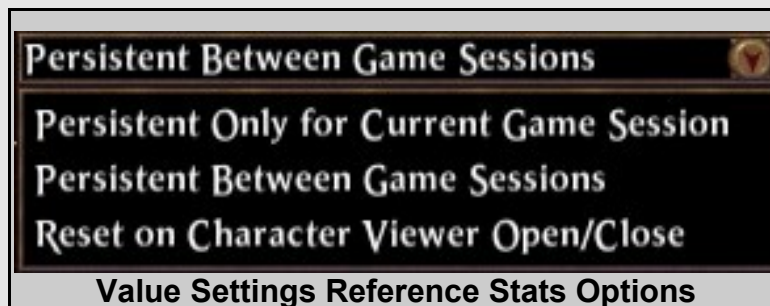 Persistent Between Game Sessions
Persistent Only for Current Game Session
Persistent Between Game Sessions
Reset on Character Viewer Open/Close
Value Settings Reference Stats Options